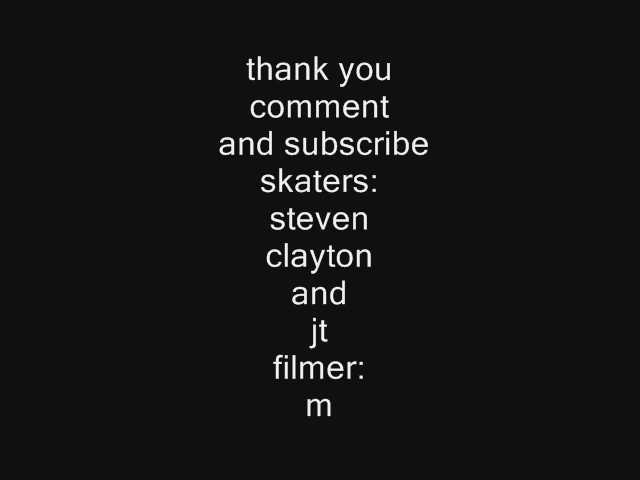 thank you
comment
and subscribe
skaters:
steven
clayton
and
jt
filmer:
m